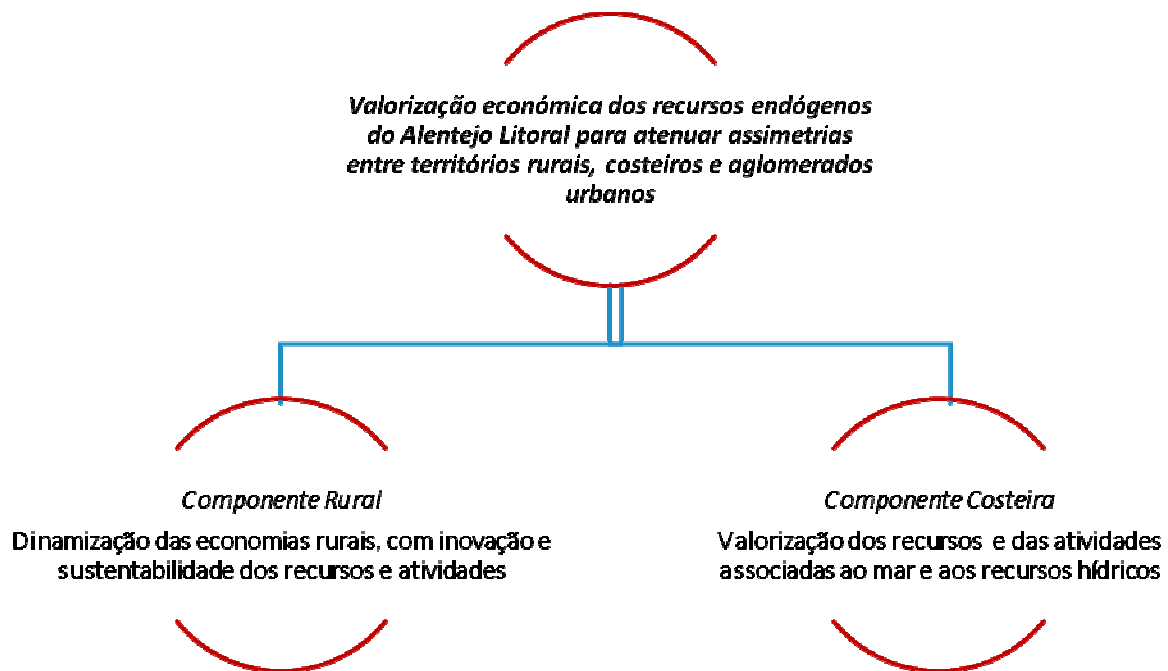 Valorização económica dos recursos endógenos
do Alentejo Litoral para atenuar assimetrias
entre territórios rurais, costeiros e aglomerados
urbanos
Componente Rural
Dinamização das economias rurais, com inovação e
sustentabilidade dos recursos e atividades
Componente Costeira
Valorização dos recursos e das atividades
associadas ao mar e aos recursos hídricos